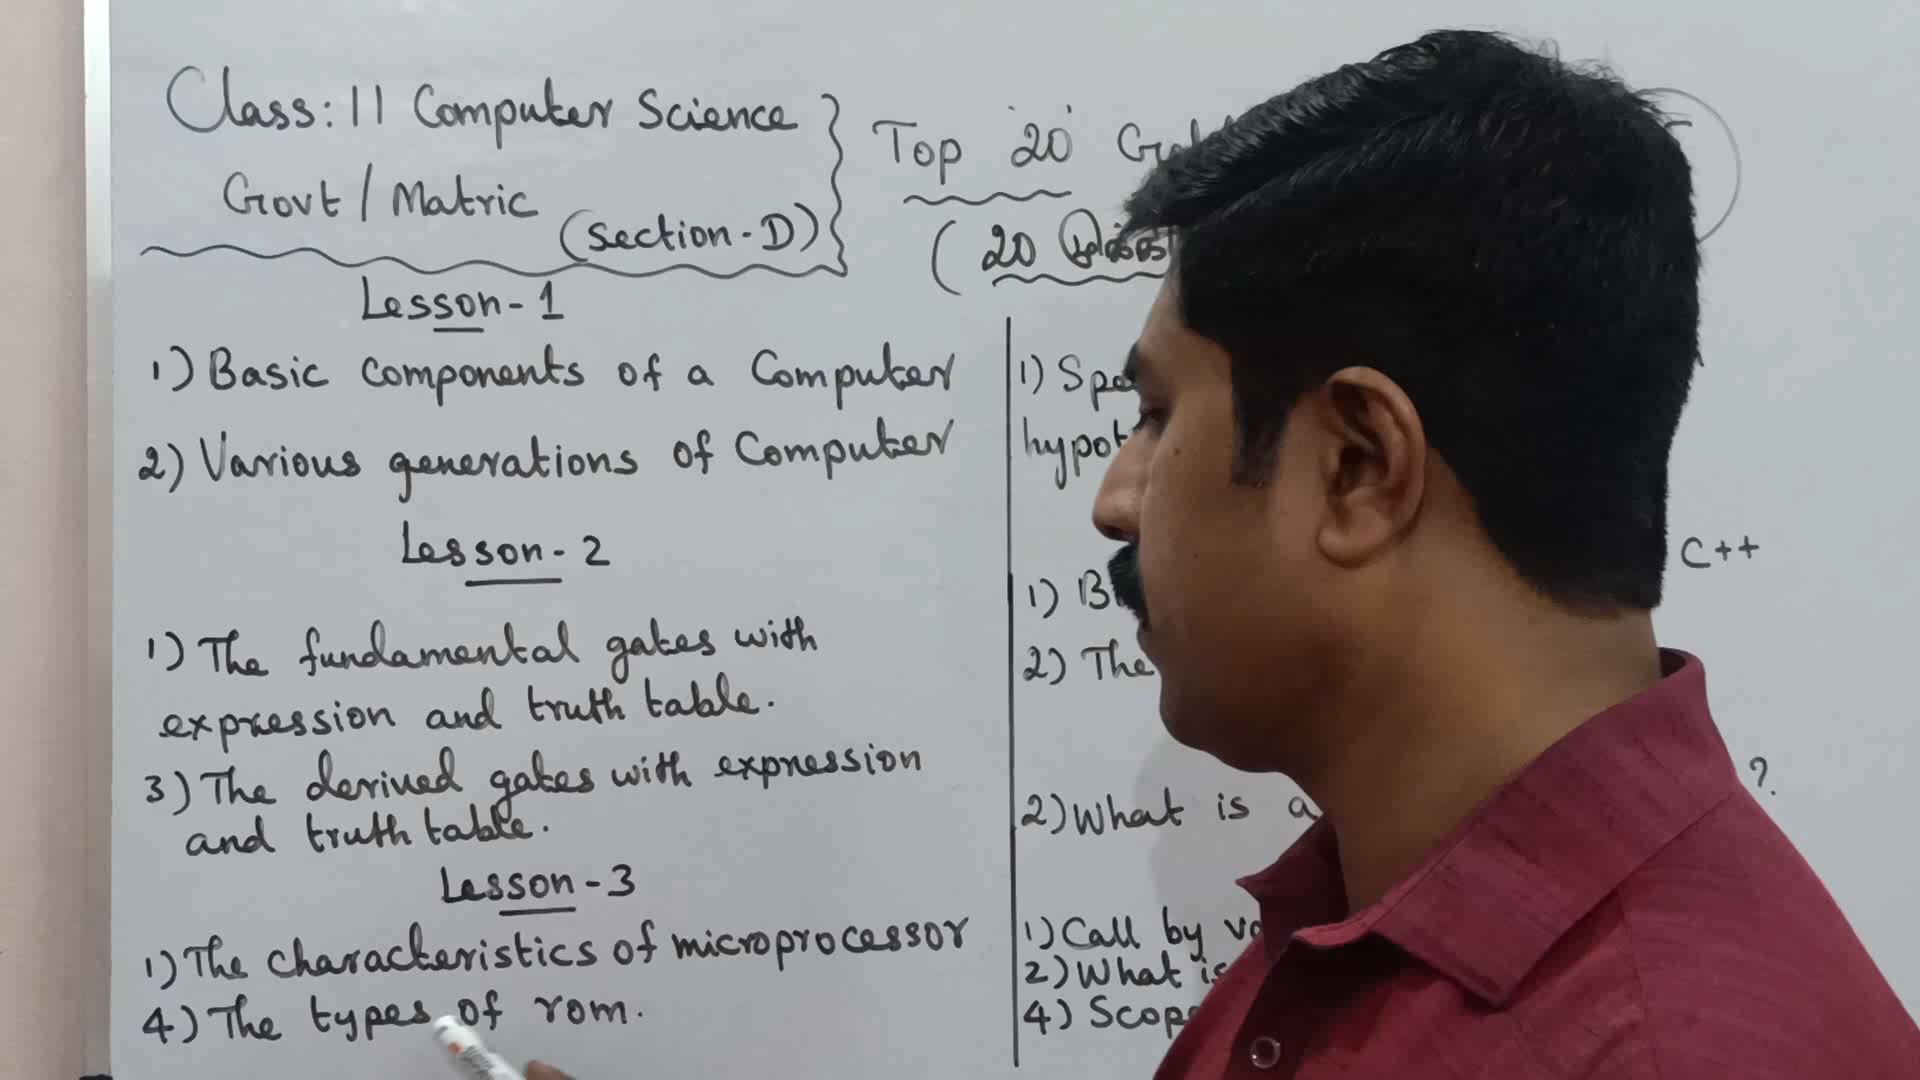 Class: 11 Computer Science
Govt / Matric
(Section-D)
Top '20'
(20
Lesson-1
1) Basic components of a Computer
2) Various generations of Computer
Lesson-2
1) The fundamental gates with
expression and truth table.
3) The derived gates with expression
and truth table.
Lesson-3
1) The characteristics of microprocessor
4) The types of rom.
1)
C++
1)
2) The
2) What is a
?
1) Call by
2) What is
4)